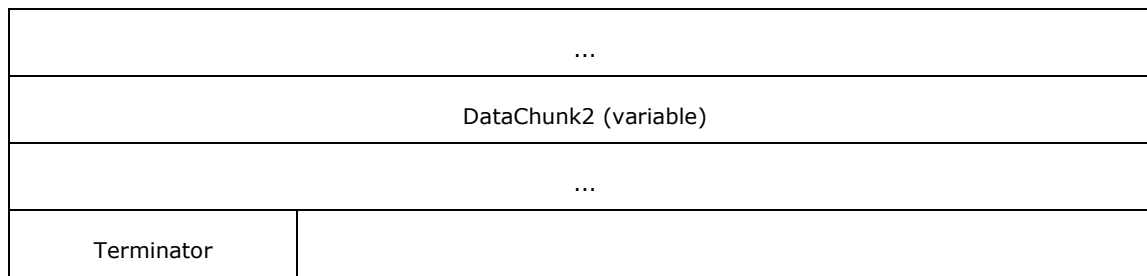 ...
DataChunk2 (variable)
...
Terminator